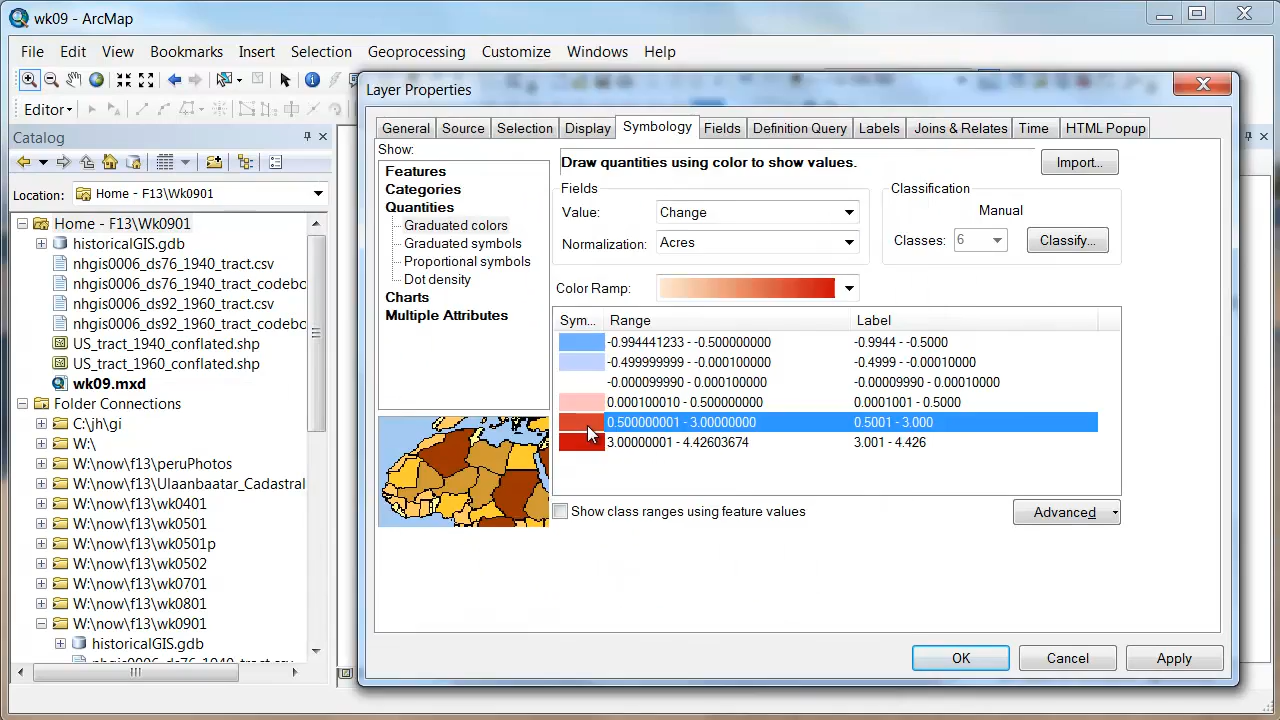 wk09 - ArcMap
File Edit View Bookmarks Insert Selection Geoprocessing Customize Windows Help
Editor
Catalog
Location: Home - F13\Wk0901
Home - F13\Wk0901
historicalGIS.gdb
nhgis0006_ds76_1940_tract.csv
nhgis0006_ds76_1940_tract_codebo
nhgis0006_ds92_1960_tract.csv
nhgis0006_ds92_1960_tract_codebo
US_tract_1940_conflated.shp
US_tract_1960_conflated.shp
wk09.mxd
Folder Connections
C:\jh\gi
W:\
W:\now\f13\peruPhotos
W:\now\f13\Ulaanbaatar_Cadastral
W:\now\f13\wk0401
W:\now\f13\wk0501
W:\now\f13\wk0501p
W:\now\f13\wk0502
W:\now\f13\wk0701
W:\now\f13\wk0801
W:\now\f13\wk0901
historicalGIS.gdb
nhgis0006_ds76_1940_tract.csv
Layer Properties
General Source Selection Display Symbology Fields Definition Query Labels Joins & Relates Time HTML Popup
Show:
Features
Categories
Quantities
Graduated colors
Graduated symbols
Proportional symbols
Dot density
Charts
Multiple Attributes
Draw quantities using color to show values.
Import...
Fields
Value: Change
Normalization: Acres
Classification
Manual
Classes: 6 Classify...
Color Ramp:
Sym... Range Label
-0.994441233 - -0.500000000 -0.9944 - -0.5000
-0.499999999 - -0.000100000 -0.4999 - -0.00010000
-0.000099990 - 0.000100000 -0.00009990 - 0.00010000
0.000100010 - 0.500000000 0.0001001 - 0.5000
0.500000001 - 3.00000000 0.5001 - 3.000
3.00000001 - 4.42603674 3.001 - 4.426
Show class ranges using feature values
Advanced
OK Cancel Apply